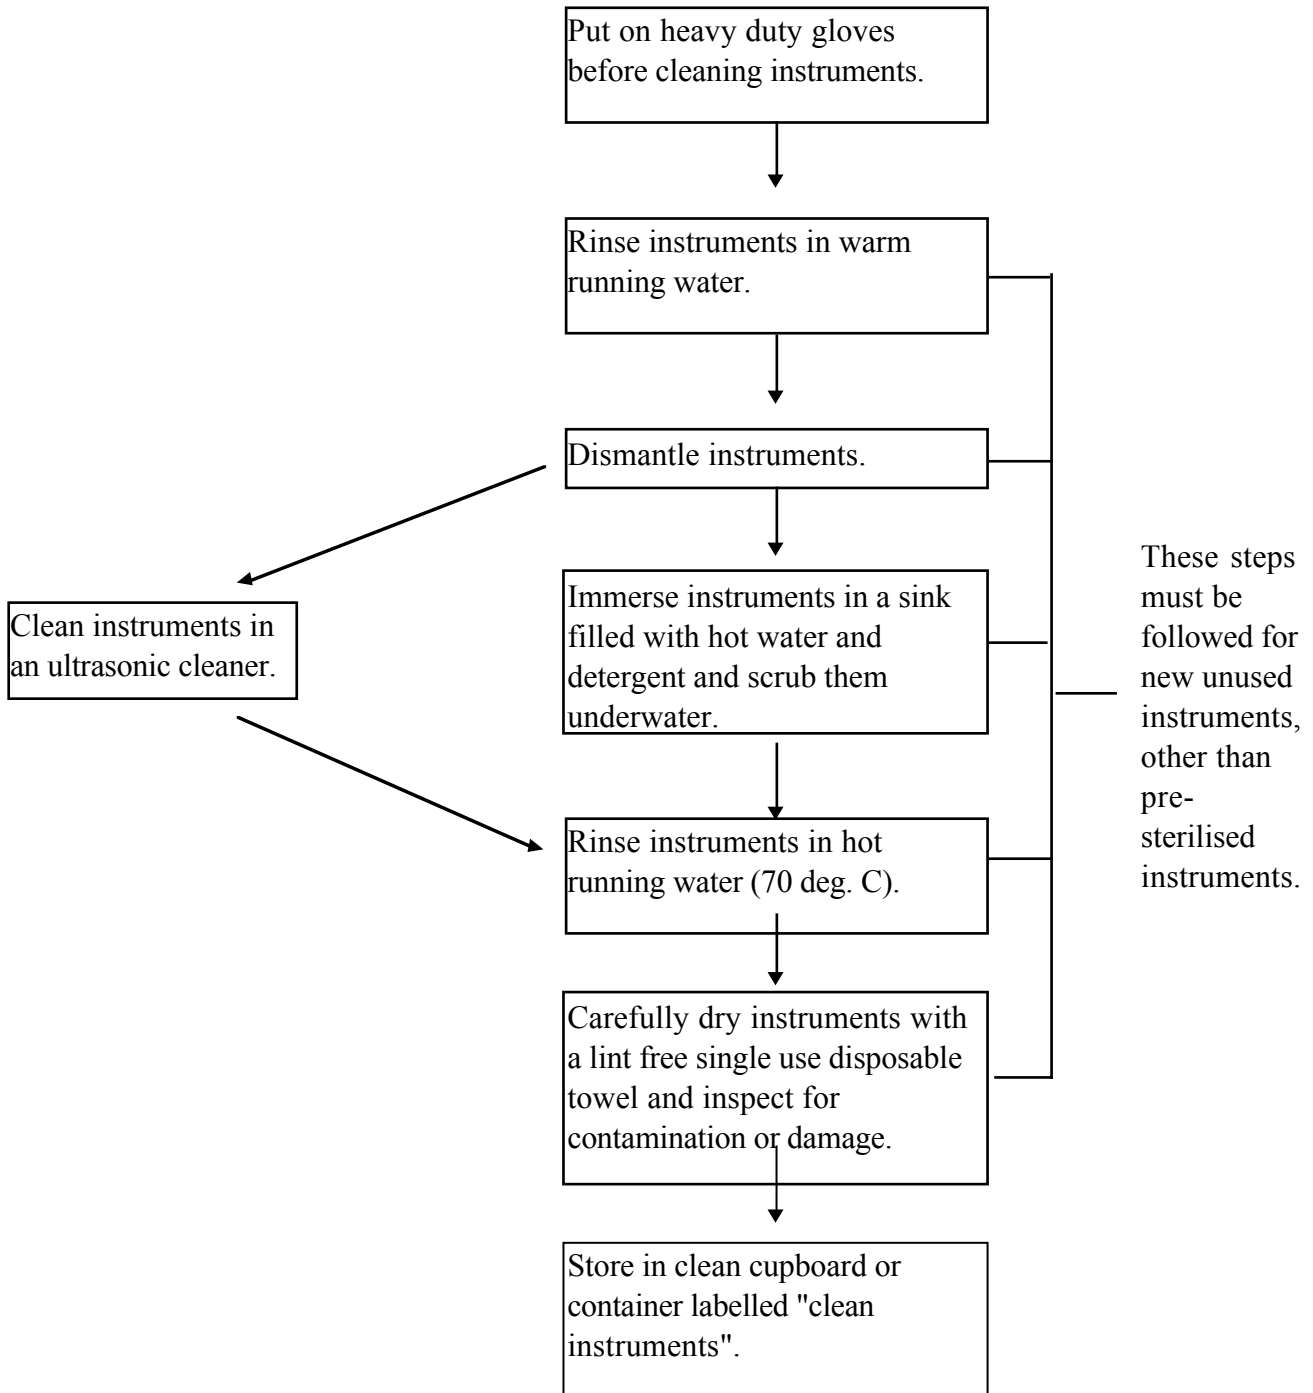 Put on heavy duty gloves
before cleaning instruments.
Rinse instruments in warm
running water.
Dismantle instruments.
Clean instruments in
an ultrasonic cleaner.
Immerse instruments in a sink
filled with hot water and
detergent and scrub them
underwater.
Rinse instruments in hot
running water (70 deg. C).
Carefully dry instruments with
a lint free single use disposable
towel and inspect for
contamination or damage.
Store in clean cupboard or
container labelled "clean
instruments".
These steps
must be
followed for
new unused
instruments,
other than
pre-
sterilised
instruments.